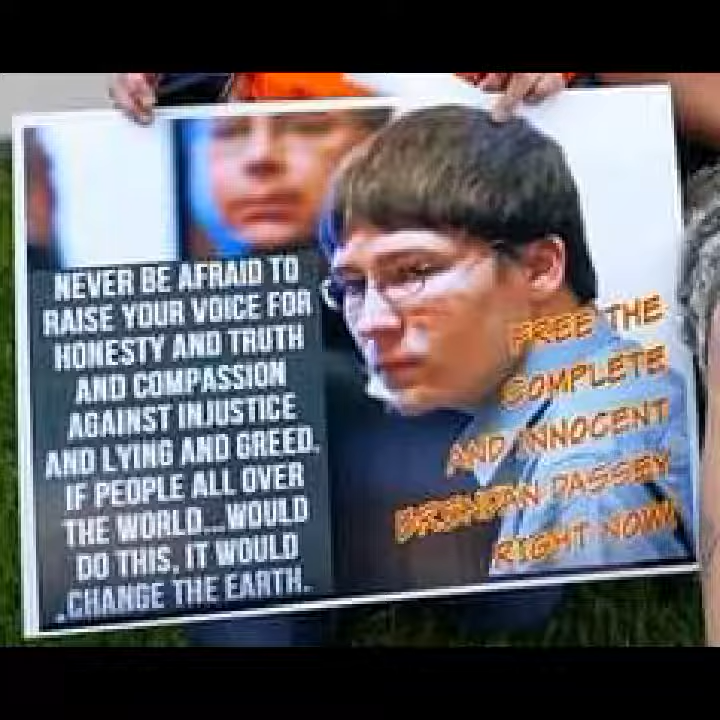 NEVER BE AFRAID TO
RAISE YOUR VOICE FOR
HONESTY AND TRUTH
AND COMPASSION
AGAINST INJUSTICE
AND LYING AND GREED.
IF PEOPLE ALL OVER
THE WORLD...WOULD
DO THIS, IT WOULD
.CHANGE THE EARTH.
FREE THE
COMPLETE
AND INNOCENT
BRENDAN DASSEY
RIGHT NOW!